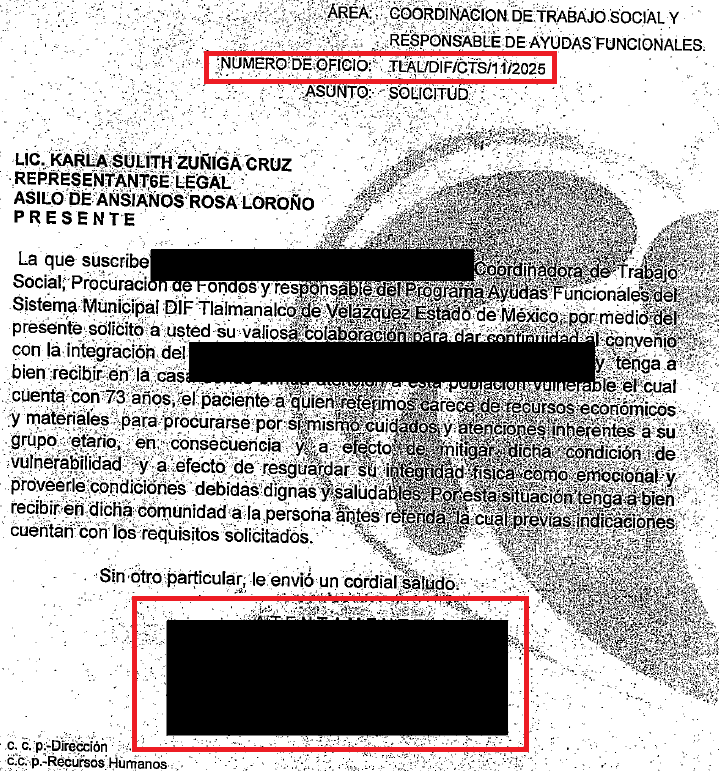 ÁREA: COORDINACION DE TRABAJO SOCIAL Y
RESPONSABLE DE AYUDAS FUNCIONALES.
NUMERO DE OFICIO: TLAL/DIF/CTS/11/2025
ASUNTO: SOLICITUD
LIC. KARLA SULITH ZUÑIGA CRUZ
REPRESENTANT6E LEGAL
ASILO DE ANSIANOS ROSA LOROÑO
P R E S E N T E
La que suscribe Coordinadora de Trabajo
Social, Procuración de Fondos y responsable del Programa Ayudas Funcionales del
Sistema Municipal DIF Tlalmanalco de Velázquez Estado de México, por medio del
presente solicito a usted su valiosa colaboración para dar continuidad al convenio
con la integración del y tenga a
bien recibir en la casa atención a esta población vulnerable el cual
cuenta con 73 años, el paciente a quien referimos carece de recursos económicos
y materiales para procurarse por si mismo cuidados y atenciones inherentes a su
grupo etario, en consecuencia y a efecto de mitigar dicha condición de
vulnerabilidad y a efecto de resguardar su integridad física como emocional y
proveerle condiciones debidas dignas y saludables. Por esta situación tenga a bien
recibir en dicha comunidad a la persona antes referida, la cual previas indicaciones
cuentan con los requisitos solicitados.
Sin otro particular, le envió un cordial saludo.
c. c. p.-Dirección
c.c. p.-Recursos Humanos